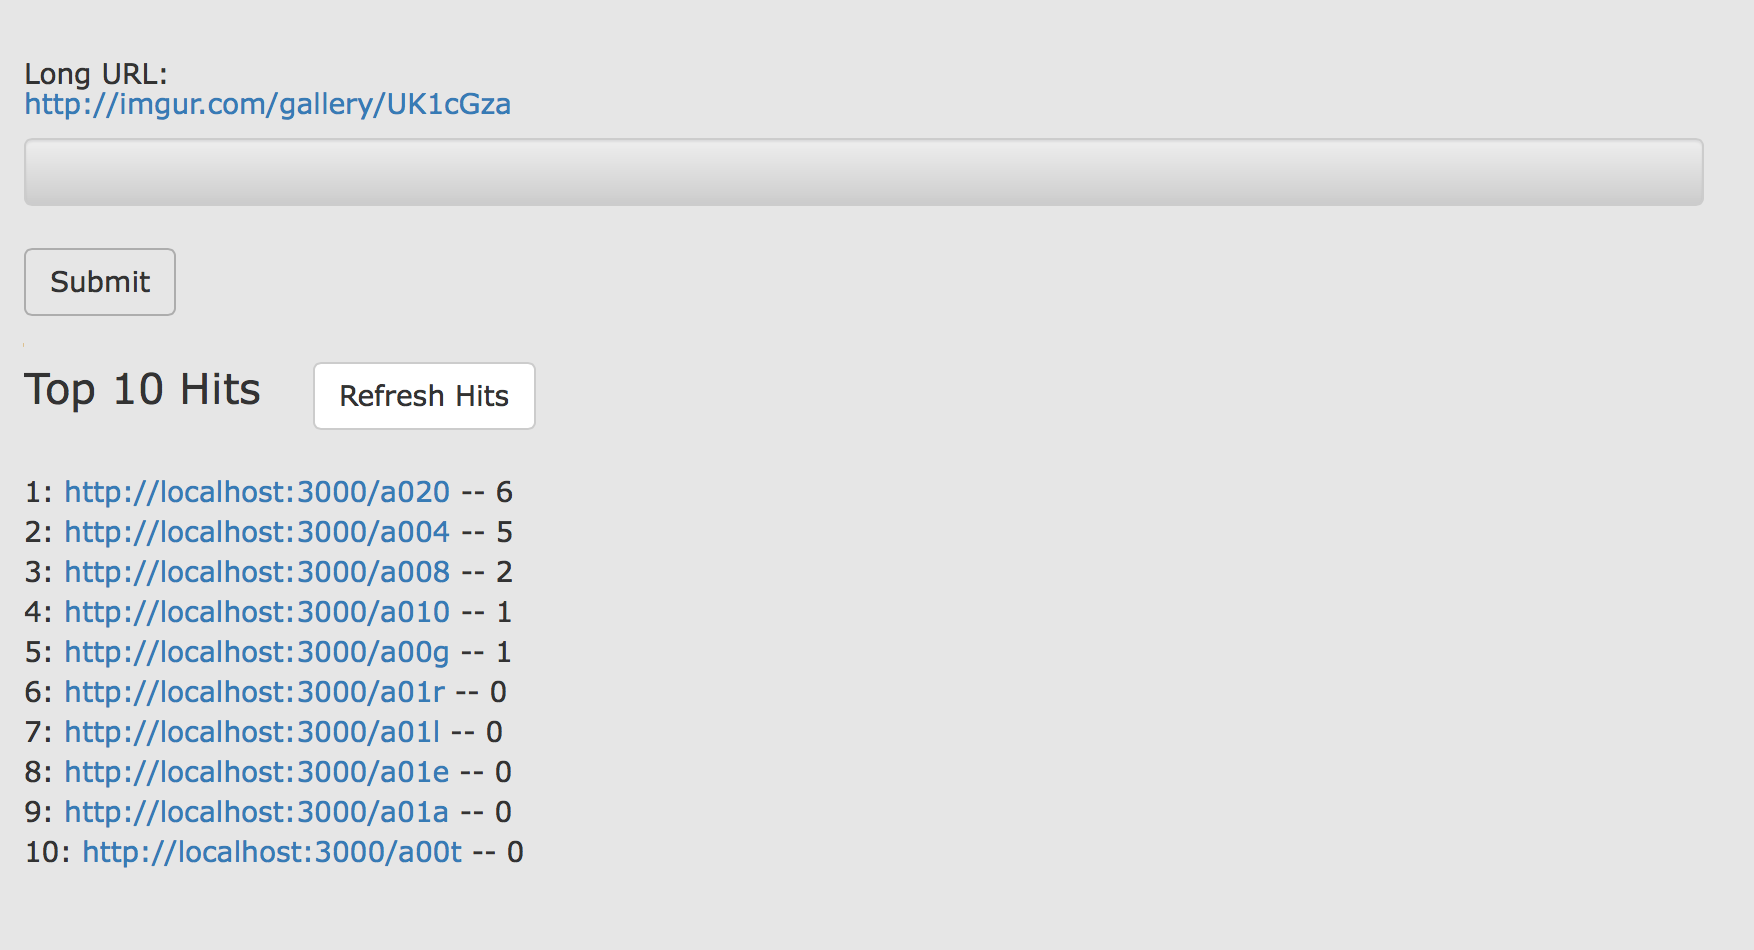 Long URL:
http://imgur.com/gallery/UK1cGza
Submit
Top 10 Hits
Refresh Hits
1: http://localhost:3000/a020 -- 6
2: http://localhost:3000/a004 -- 5
3: http://localhost:3000/a008 -- 2
4: http://localhost:3000/a010 -- 1
5: http://localhost:3000/a00g -- 1
6: http://localhost:3000/a01r -- 0
7: http://localhost:3000/a01l -- 0
8: http://localhost:3000/a01e -- 0
9: http://localhost:3000/a01a -- 0
10: http://localhost:3000/a00t -- 0